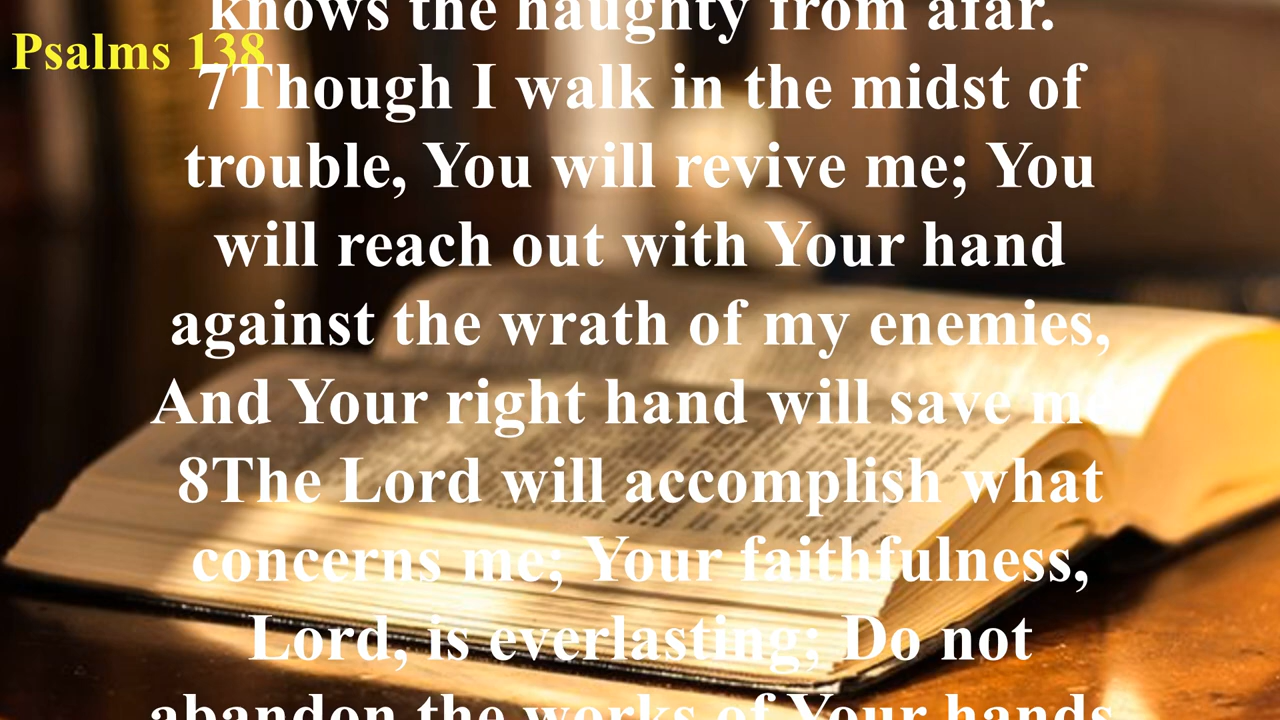 knows the haughty from afar.
Psalms 138
7Though I walk in the midst of
trouble, You will revive me; You
will reach out with Your hand
against the wrath of my enemies,
And Your right hand will save me
8The Lord will accomplish what
concerns me; Your faithfulness,
Lord, is everlasting; Do not
abandon the works of Your hands